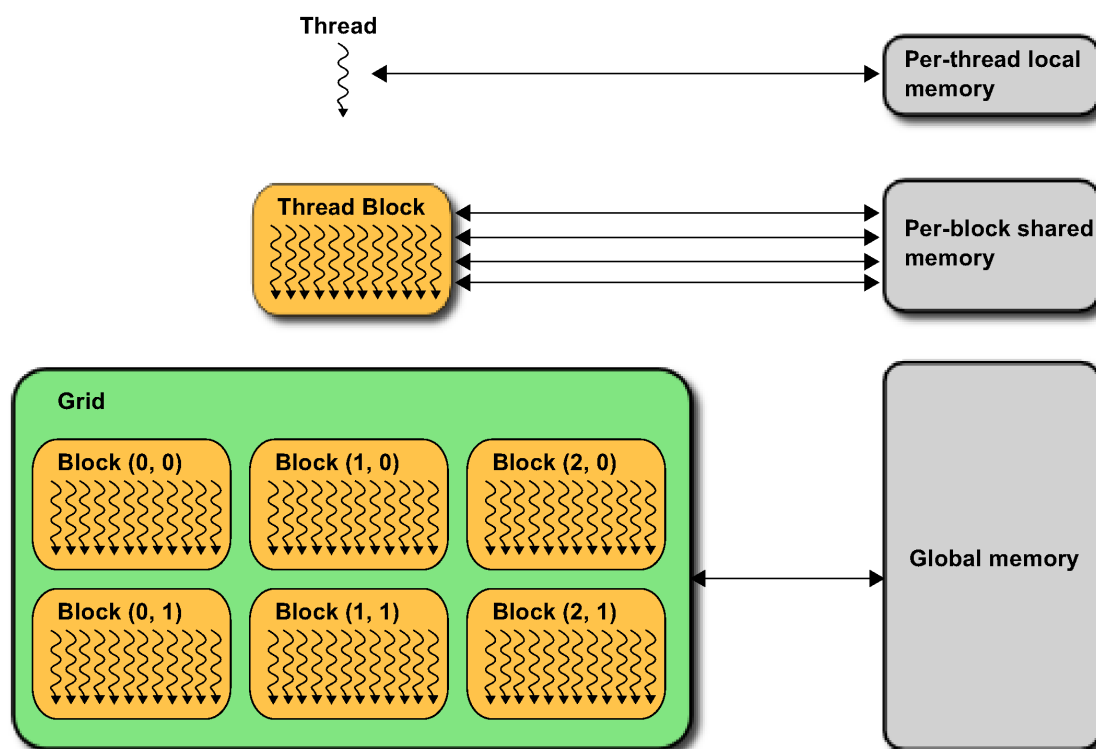 Thread
Per-thread local
memory
Thread Block
Per-block shared
memory
Grid
Block (0, 0)
Block (1, 0)
Block (2, 0)
Global memory
Block (0, 1)
Block (1, 1)
Block (2, 1)